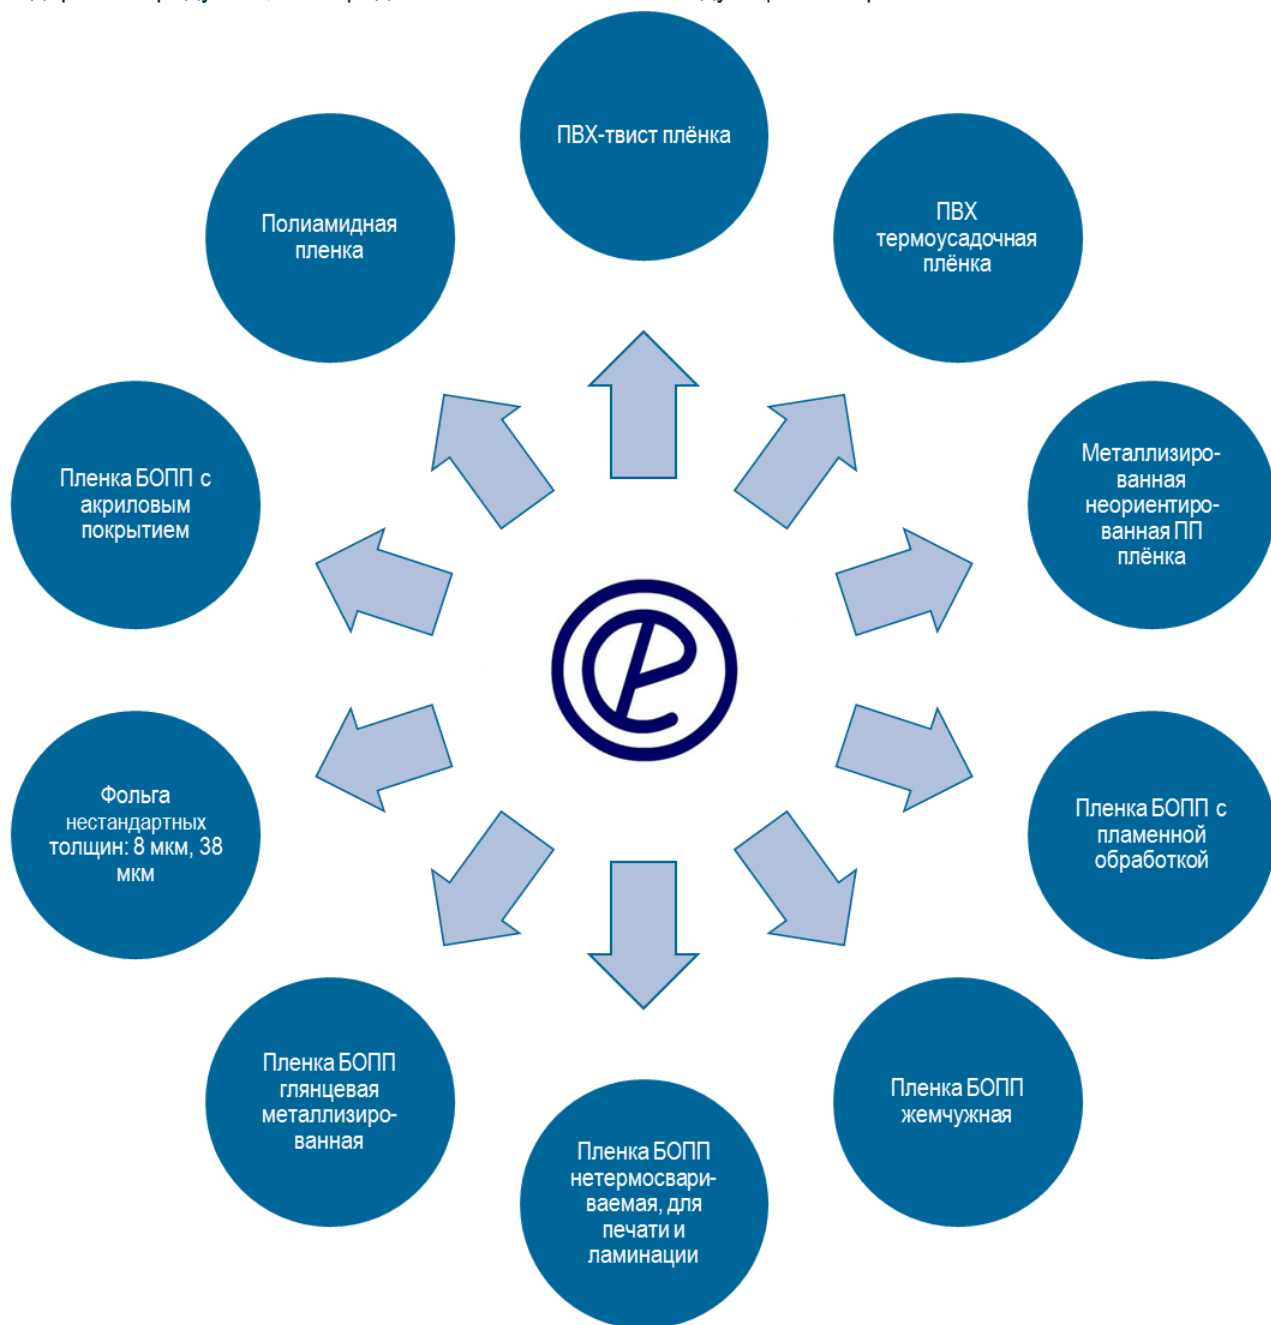 ПВХ-твист плёнка
ПВХ
термоусадочная
плёнка
Металлизиро-
ванная
неориентиро-
ванная ПП
плёнка
Пленка БОПП с
пламенной
обработкой
Пленка БОПП
жемчужная
Пленка БОПП
нетермосвари-
ваемая, для
печати и
ламинации
Пленка БОПП
глянцевая
металлизиро-
ванная
Фольга
нестандартных
толщин: 8 мкм, 38
мкм
Пленка БОПП с
акриловым
покрытием
Полиамидная
пленка